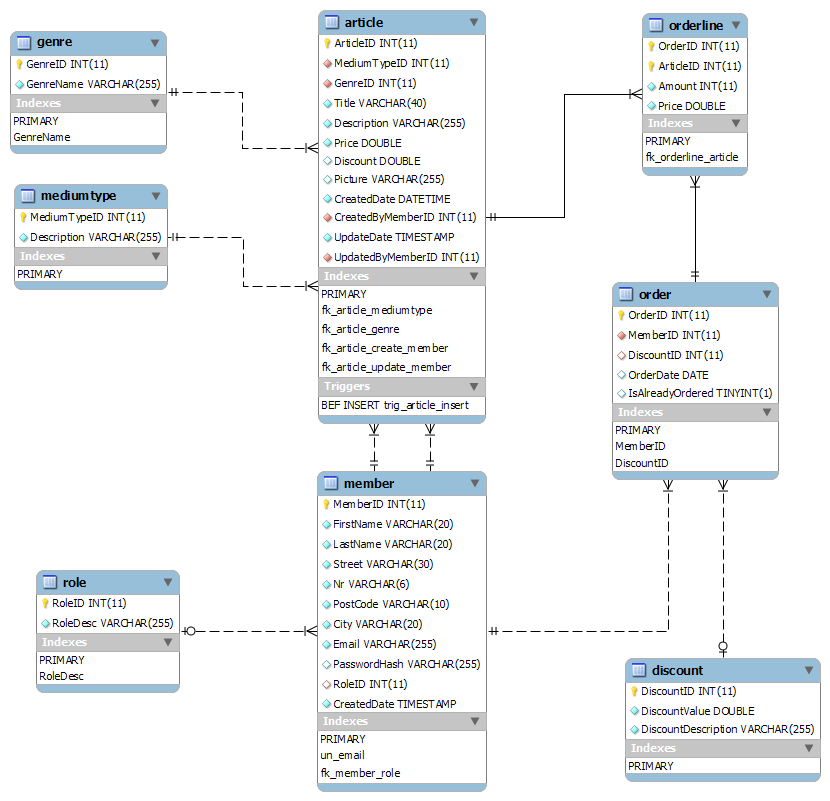 genre
GenreID INT(11)
GenreName VARCHAR(255)
Indexes
PRIMARY
GenreName
mediumtype
MediumTypeID INT(11)
Description VARCHAR(255)
Indexes
PRIMARY
article
ArticleID INT(11)
MediumTypeID INT(11)
GenreID INT(11)
Title VARCHAR(40)
Description VARCHAR(255)
Price DOUBLE
Discount DOUBLE
Picture VARCHAR(255)
CreatedDate DATETIME
CreatedByMemberID INT(11)
UpdateDate TIMESTAMP
UpdatedByMemberID INT(11)
Indexes
PRIMARY
fk_article_mediumtype
fk_article_genre
fk_article_create_member
fk_article_update_member
Triggers
BEF INSERT trig_article_insert
orderline
OrderID INT(11)
ArticleID INT(11)
Amount INT(11)
Price DOUBLE
Indexes
PRIMARY
fk_orderline_article
order
OrderID INT(11)
MemberID INT(11)
DiscountID INT(11)
OrderDate DATE
IsAlreadyOrdered TINYINT(1)
Indexes
PRIMARY
MemberID
DiscountID
member
MemberID INT(11)
FirstName VARCHAR(20)
LastName VARCHAR(20)
Street VARCHAR(30)
Nr VARCHAR(6)
PostCode VARCHAR(10)
City VARCHAR(20)
Email VARCHAR(255)
PasswordHash VARCHAR(255)
RoleID INT(11)
CreatedDate TIMESTAMP
Indexes
PRIMARY
un_email
fk_member_role
role
RoleID INT(11)
RoleDesc VARCHAR(255)
Indexes
PRIMARY
RoleDesc
discount
DiscountID INT(11)
DiscountValue DOUBLE
DiscountDescription VARCHAR(255)
Indexes
PRIMARY